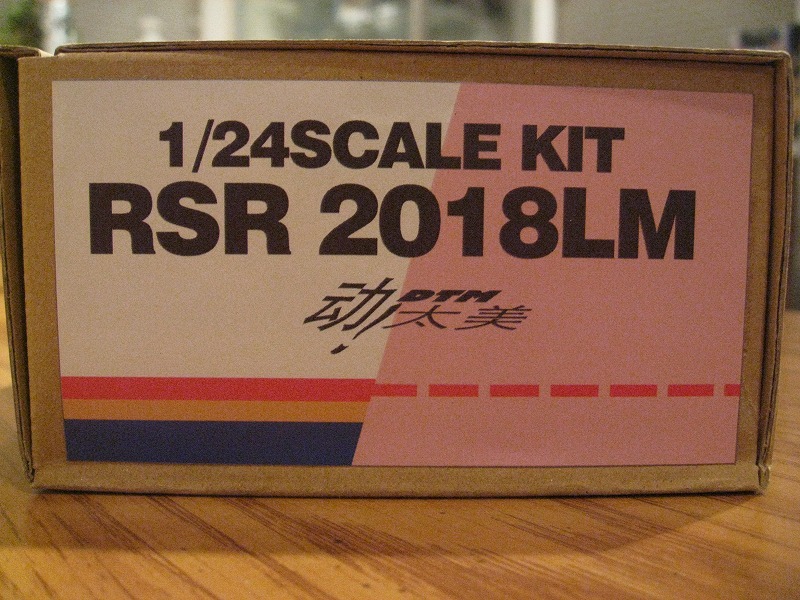 1/24SCALE KIT
RSR 2018LM
DTM
动太美